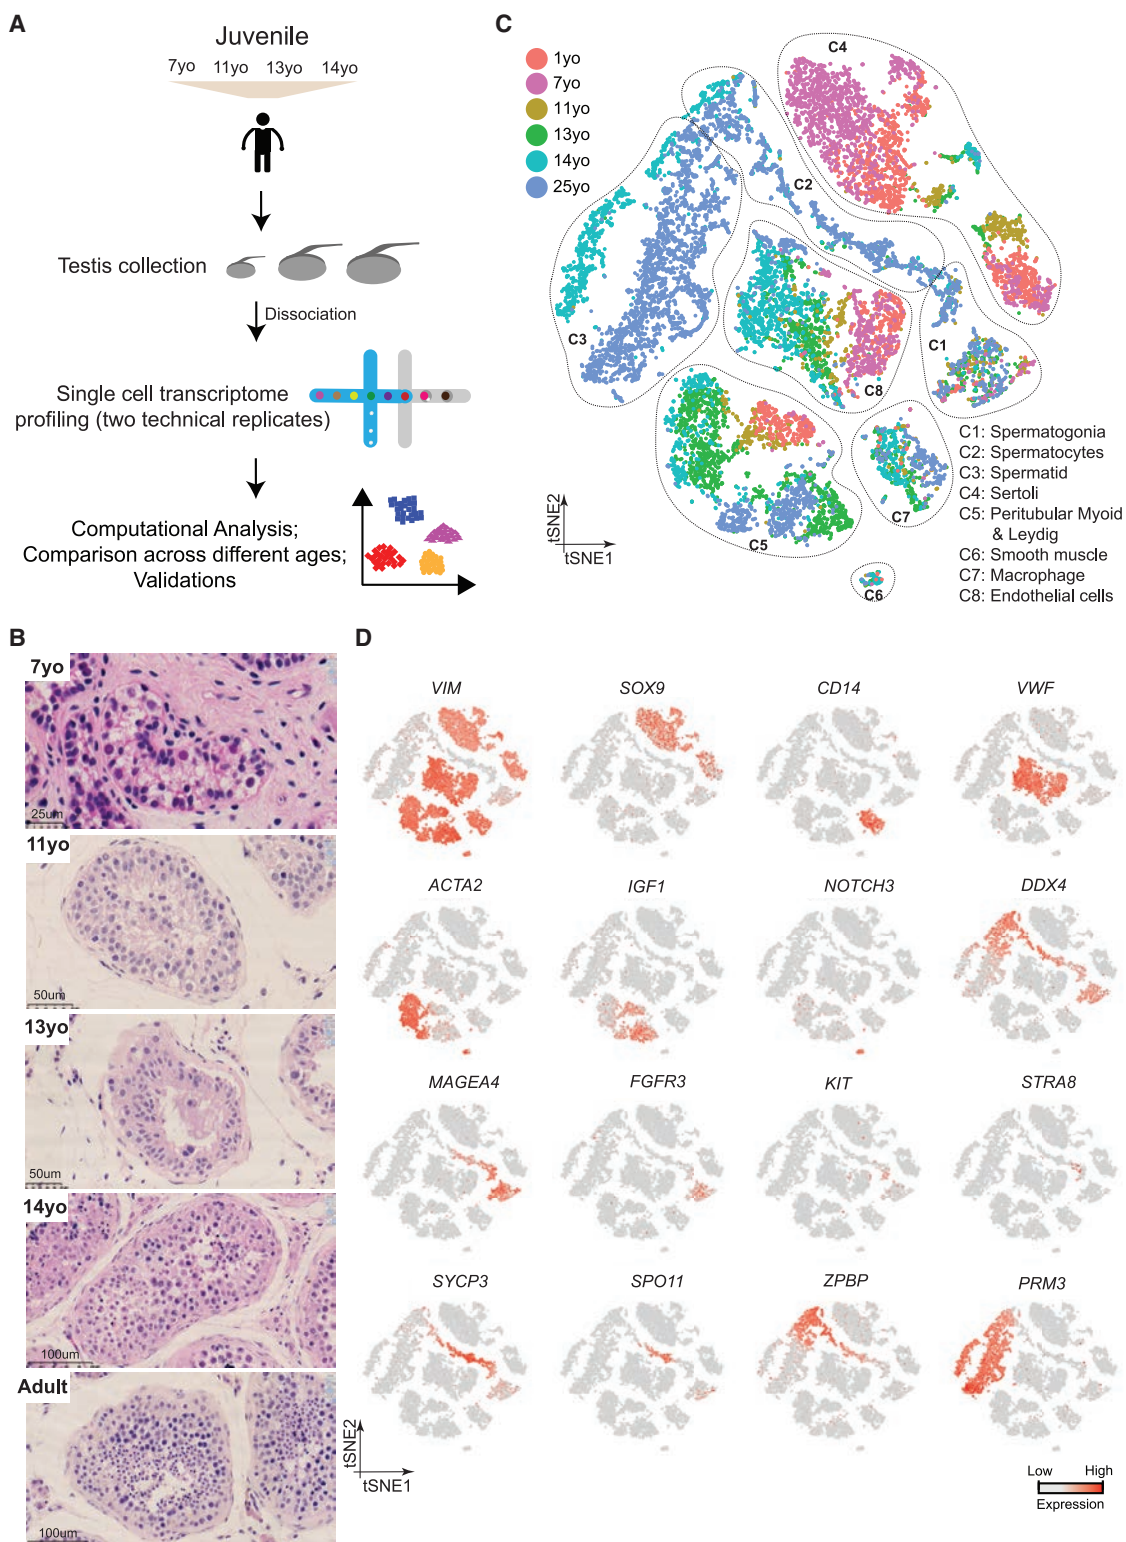 A
Juvenile
7yo 11yo 13yo 14yo
Testis collection
Dissociation
Single cell transcriptome
profiling (two technical replicates)
Computational Analysis;
Comparison across different ages;
Validations
B
7yo
25um
11yo
50um
13yo
50um
14yo
100um
Adult
100um
C
1yo
7yo
11yo
13yo
14yo
25yo
C4
C2
C3
C1
C8
C7
C5
C6
tSNE2
tSNE1
C1: Spermatogonia
C2: Spermatocytes
C3: Spermatid
C4: Sertoli
C5: Peritubular Myoid
& Leydig
C6: Smooth muscle
C7: Macrophage
C8: Endothelial cells
D
VIM SOX9 CD14 VWF
ACTA2 IGF1 NOTCH3 DDX4
MAGEA4 FGFR3 KIT STRA8
SYCP3 SPO11 ZPBP PRM3
tSNE2
tSNE1
Low High
Expression